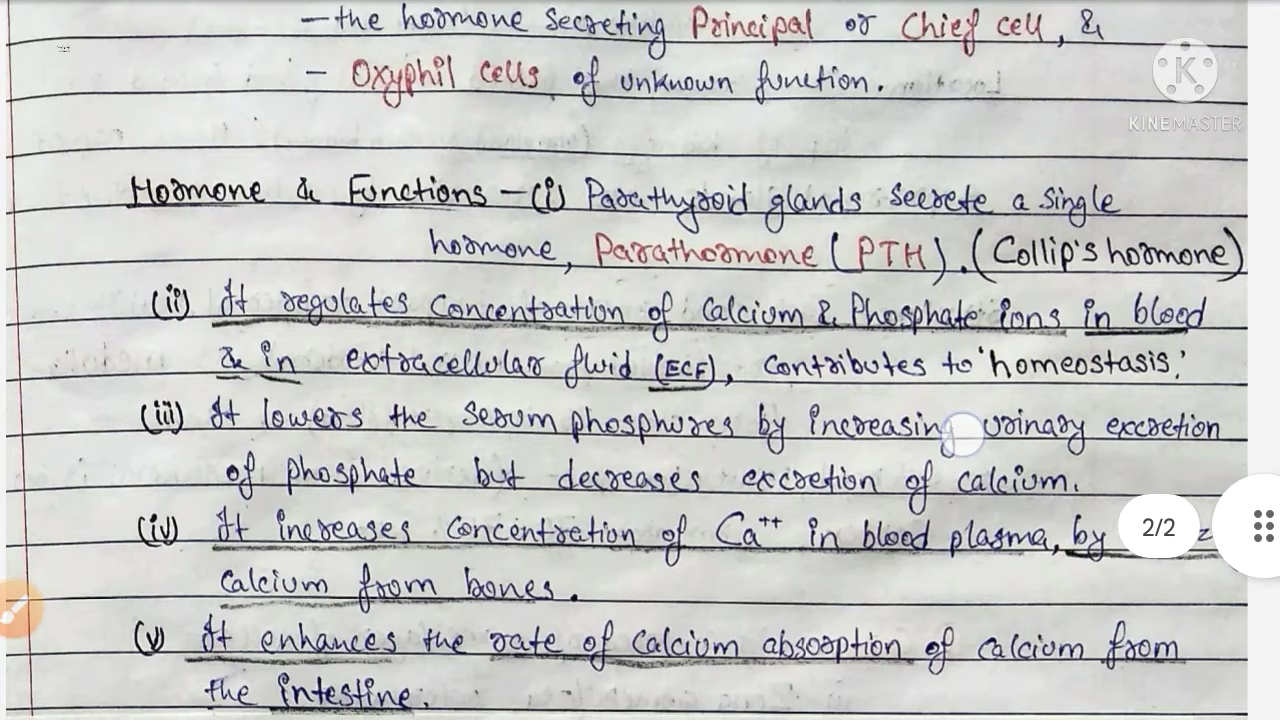 — the hormone secreting Principal or Chief cell, &
- Oxyphil cells of unknown function.
KINEMASTER
Hormone & Functions — (i) Parathyroid glands secrete a single
hormone, Parathormone (PTH). (Collip's hormone)
(ii) It regulates concentration of Calcium & Phosphate ions in blood
& in extracellular fluid (ECF), contributes to 'homeostasis'.
(iii) It lowers the serum phosphures by increasing urinary excretion
of phosphate but decreases excretion of calcium.
(iv) It increases concentration of Ca++ in blood plasma, by
2/2
calcium from bones.
(v) It enhances the rate of calcium absorption of calcium from
the intestine.